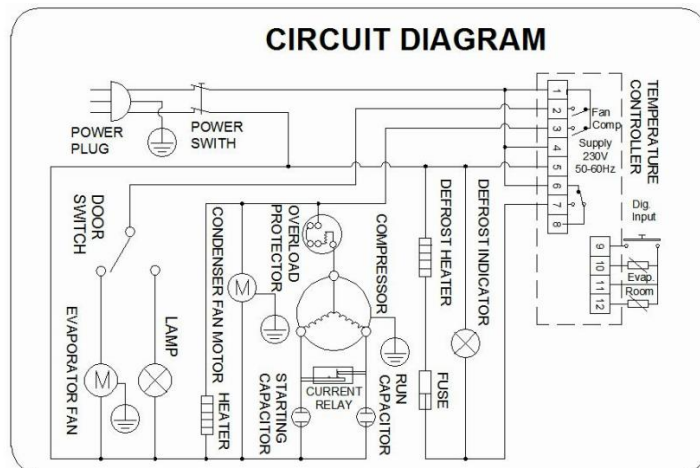 CIRCUIT DIAGRAM
POWER
PLUG
POWER
SWITH
TEMPERATURE
CONTROLLER
1
2
3
4
5
6
7
8
Fan
Comp
Supply
230V
50-60Hz
Dig.
Input
9
10
11
12
Evap.
Room
DOOR
SWITCH
EVAPORATOR FAN
M
LAMP
CONDENSER FAN MOTOR
M
HEATER
OVERLOAD
PROTECTOR
COMPRESSOR
STARTING
CAPACITOR
CURRENT
RELAY
RUN
CAPACITOR
DEFROST HEATER
FUSE
DEFROST INDICATOR